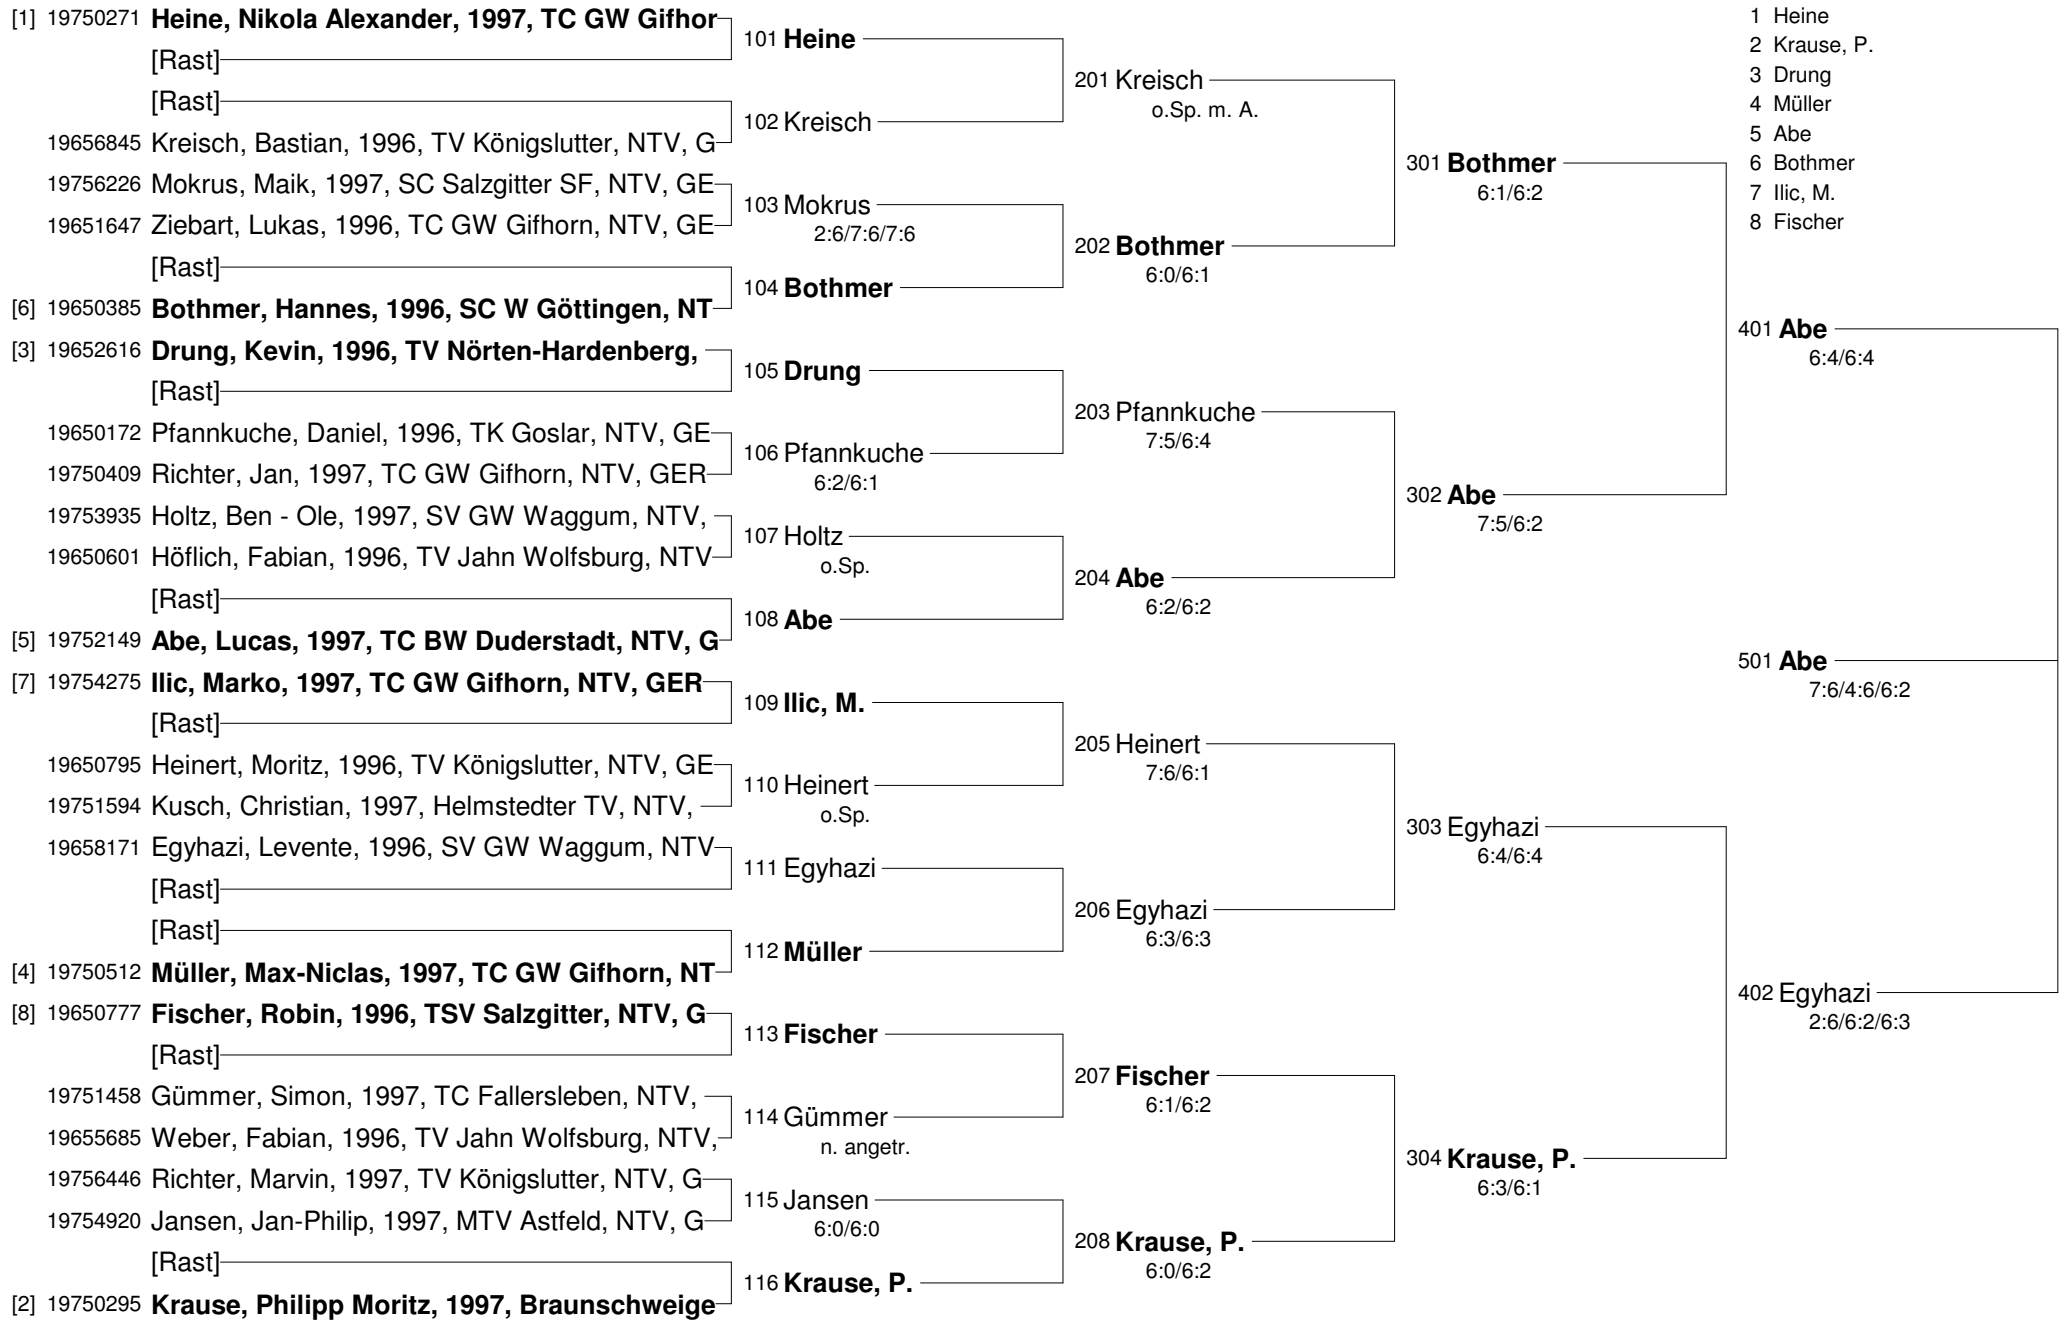 [1] 19750271 Heine, Nikola Alexander, 1997, TC GW Gifhor
[Rast]
[Rast]
19656845 Kreisch, Bastian, 1996, TV Königslutter, NTV, G
19756226 Mokrus, Maik, 1997, SC Salzgitter SF, NTV, GE
19651647 Ziebart, Lukas, 1996, TC GW Gifhorn, NTV, GE
[Rast]
[6] 19650385 Bothmer, Hannes, 1996, SC W Göttingen, NT
[3] 19652616 Drung, Kevin, 1996, TV Nörten-Hardenberg,
[Rast]
19650172 Pfannkuche, Daniel, 1996, TK Goslar, NTV, GE
19750409 Richter, Jan, 1997, TC GW Gifhorn, NTV, GER
19753935 Holtz, Ben - Ole, 1997, SV GW Waggum, NTV,
19650601 Höflich, Fabian, 1996, TV Jahn Wolfsburg, NTV
[Rast]
[5] 19752149 Abe, Lucas, 1997, TC BW Duderstadt, NTV, G
[7] 19754275 Ilic, Marko, 1997, TC GW Gifhorn, NTV, GER
[Rast]
19650795 Heinert, Moritz, 1996, TV Königslutter, NTV, GE
19751594 Kusch, Christian, 1997, Helmstedter TV, NTV,
19658171 Egyhazi, Levente, 1996, SV GW Waggum, NTV
[Rast]
[Rast]
[4] 19750512 Müller, Max-Niclas, 1997, TC GW Gifhorn, NT
[8] 19650777 Fischer, Robin, 1996, TSV Salzgitter, NTV, G
[Rast]
19751458 Gümmer, Simon, 1997, TC Fallersleben, NTV,
19655685 Weber, Fabian, 1996, TV Jahn Wolfsburg, NTV,
19756446 Richter, Marvin, 1997, TV Königslutter, NTV, G
19754920 Jansen, Jan-Philip, 1997, MTV Astfeld, NTV, G
[Rast]
[2] 19750295 Krause, Philipp Moritz, 1997, Braunschweige
101 Heine
102 Kreisch
103 Mokrus
2:6/7:6/7:6
104 Bothmer
105 Drung
106 Pfannkuche
6:2/6:1
107 Holtz
o.Sp.
108 Abe
109 Ilic, M.
110 Heinert
o.Sp.
111 Egyhazi
112 Müller
113 Fischer
114 Gümmer
n. angetr.
115 Jansen
6:0/6:0
116 Krause, P.
201 Kreisch
o.Sp. m. A.
202 Bothmer
6:0/6:1
203 Pfannkuche
7:5/6:4
204 Abe
6:2/6:2
205 Heinert
7:6/6:1
206 Egyhazi
6:3/6:3
207 Fischer
6:1/6:2
208 Krause, P.
6:0/6:2
301 Bothmer
6:1/6:2
302 Abe
7:5/6:2
303 Egyhazi
6:4/6:4
304 Krause, P.
6:3/6:1
1 Heine
2 Krause, P.
3 Drung
4 Müller
5 Abe
6 Bothmer
7 Ilic, M.
8 Fischer
401 Abe
6:4/6:4
501 Abe
7:6/4:6/6:2
402 Egyhazi
2:6/6:2/6:3